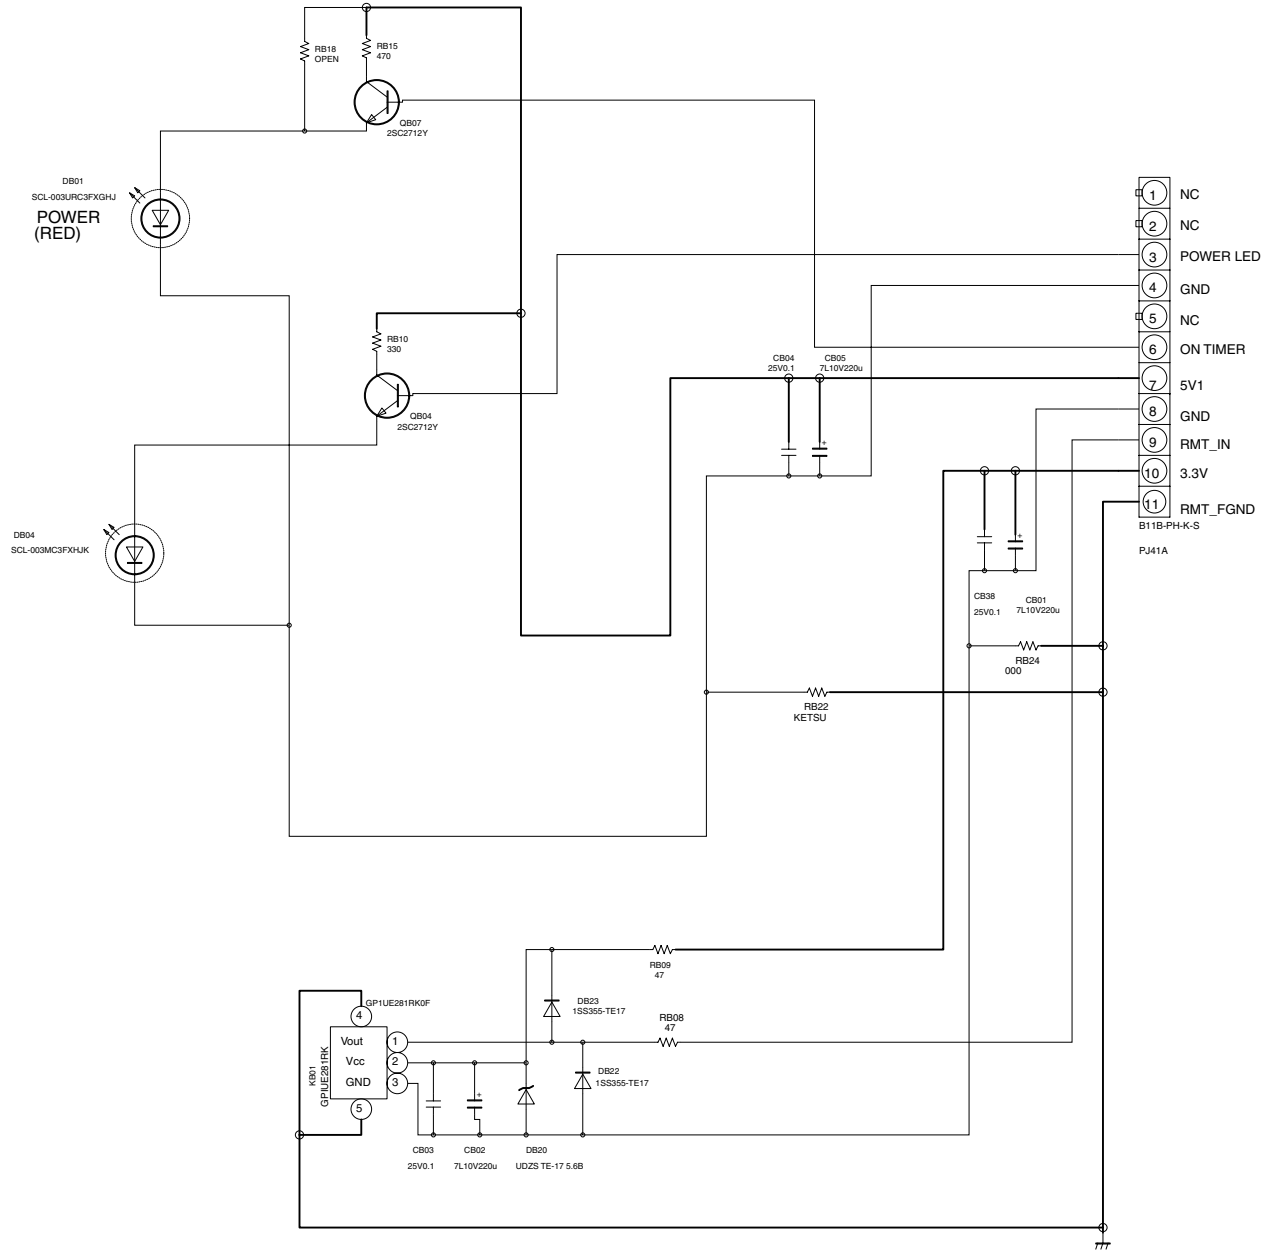 RB18
OPEN
RB15
470
QB07
2SC2712Y
DB01
SCL-003URC3FXGHJ
POWER
(RED)
RB10
330
QB04
2SC2712Y
DB04
SCL-003MC3FXHJK
CB04
25V0.1
CB05
7L10V220u
+
1 NC
2 NC
3 POWER LED
4 GND
5 NC
6 ON TIMER
7 5V1
8 GND
9 RMT_IN
10 3.3V
11 RMT_FGND
B11B-PH-K-S
PJ41A
+
CB38
25V0.1
CB01
7L10V220u
RB24
000
RB22
KETSU
RB09
47
DB23
1SS355-TE17
RB08
47
DB22
1SS355-TE17
GP1UE281RK0F
4
Vout 1
Vcc 2
GND 3
5
KB01
GPIUE281RK
+
CB03
25V0.1
CB02
7L10V220u
DB20
UDZS TE-17 5.6B